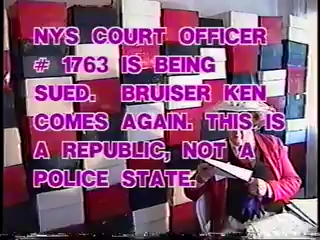 NYS COURT OFFICER
# 1763 IS BEING
SUED. BRUISER KEN
COMES AGAIN. THIS IS
A REPUBLIC, NOT A
POLICE STATE.